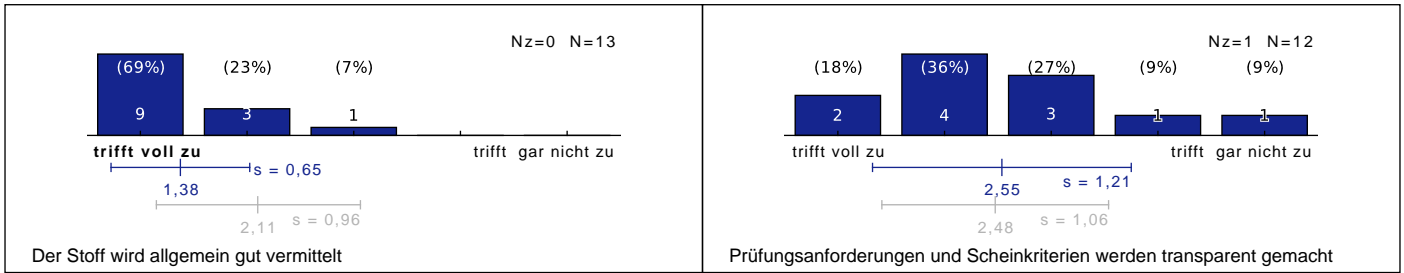 Nz=0 N=13
(69%) (23%) (7%)
9 3 1
trifft voll zu trifft gar nicht zu
s = 0,65
1,38
s = 0,96
2,11
Der Stoff wird allgemein gut vermittelt
Nz=1 N=12
(18%) (36%) (27%) (9%) (9%)
2 4 3 1 1
trifft voll zu trifft gar nicht zu
s = 1,21
2,55
s = 1,06
2,48
Prüfungsanforderungen und Scheinkriterien werden transparent gemacht